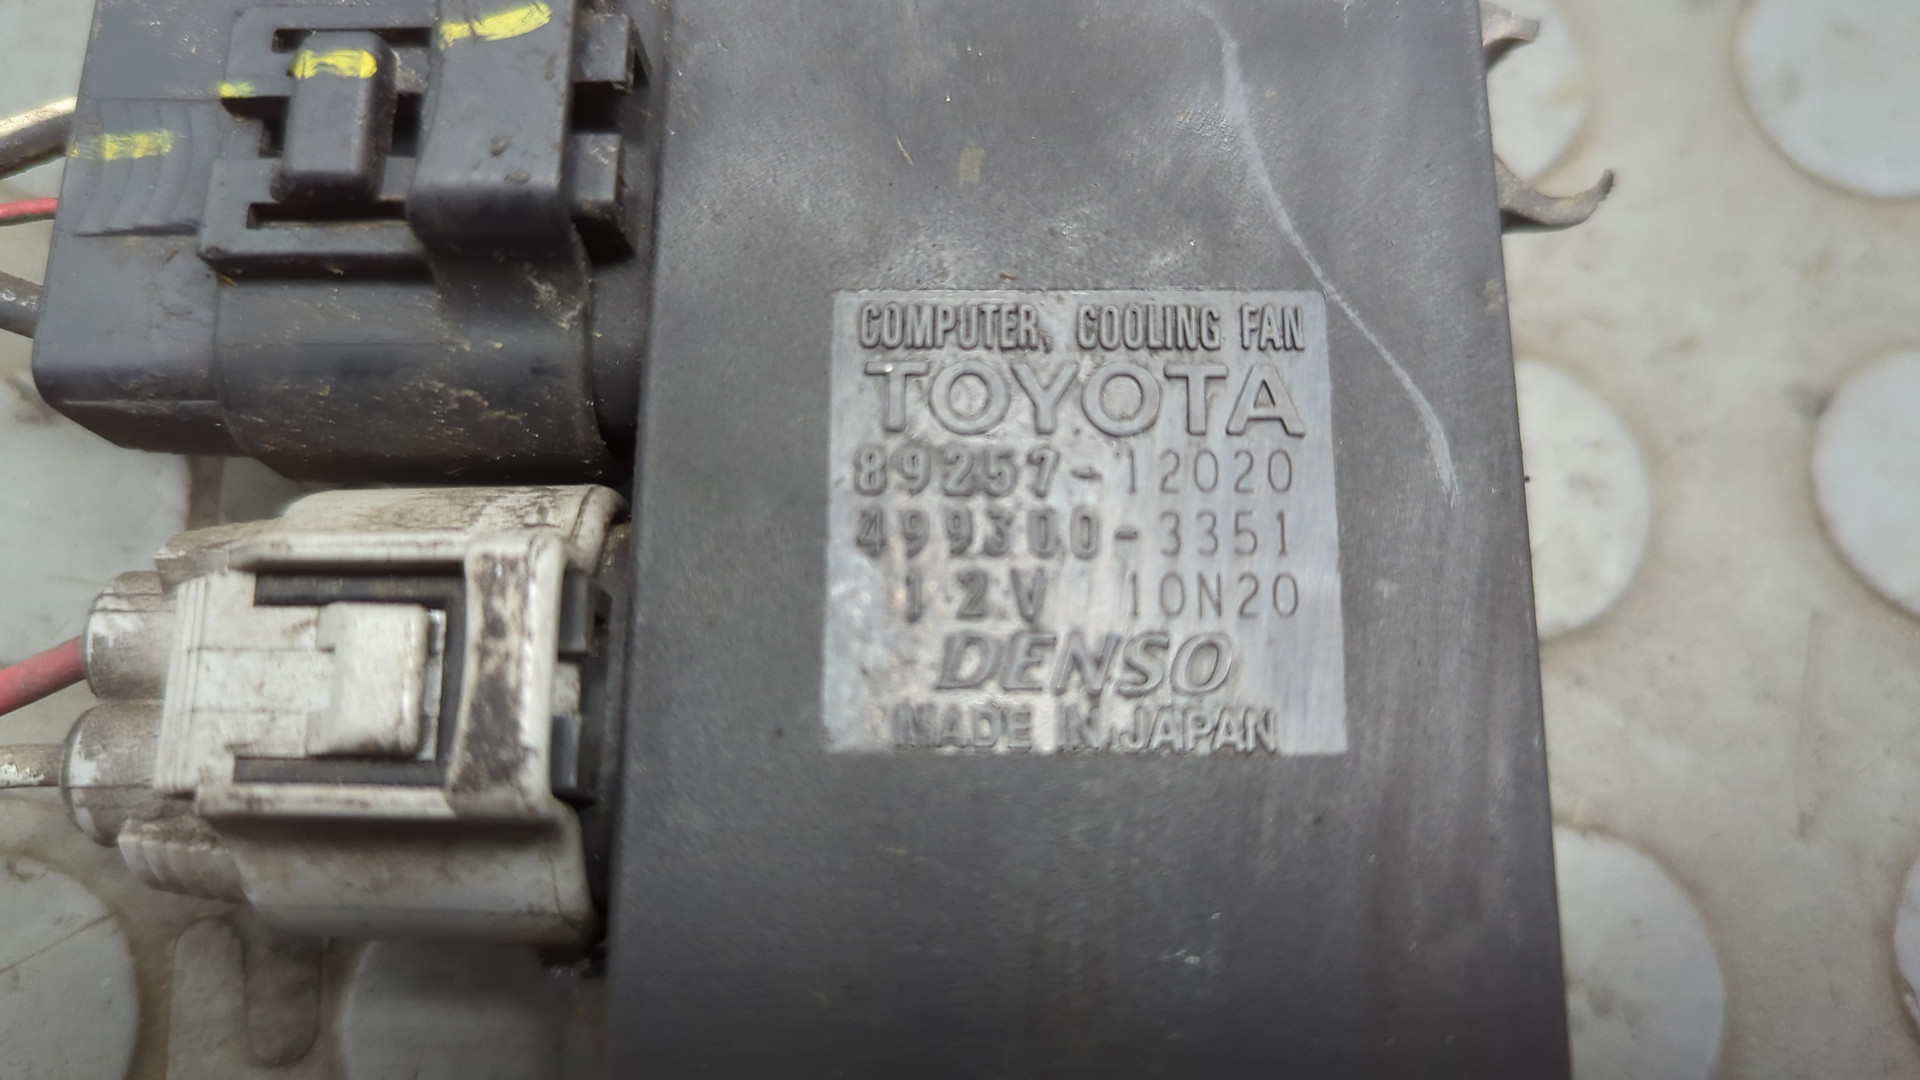 COMPUTER, COOLING FAN
TOYOTA
89257-12020
499300-3351
12V 10N20
DENSO
MADE IN JAPAN